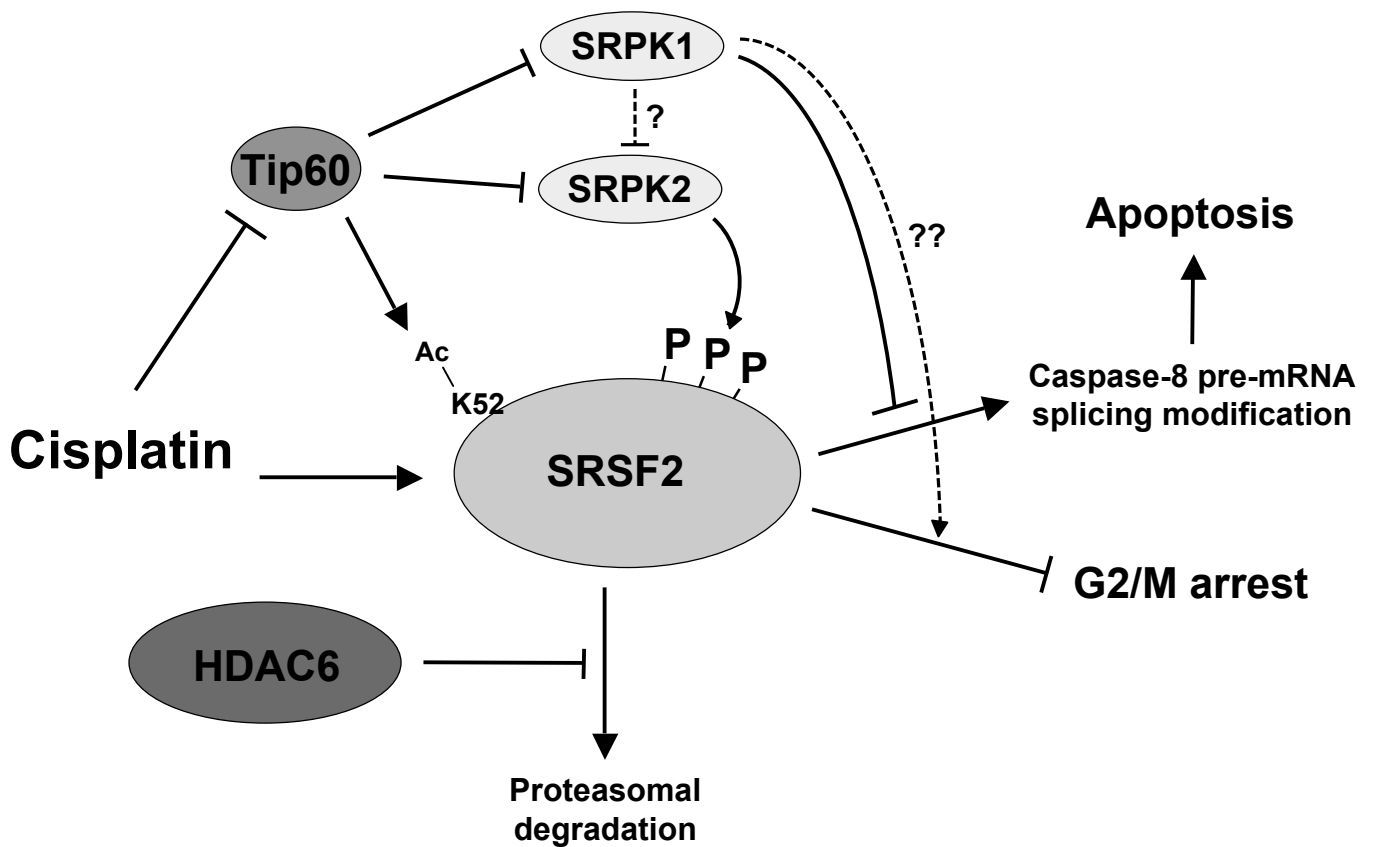 SRPK1
?
Tip60
SRPK2
Apoptosis
??
Ac
P P P
K52
Caspase-8 pre-mRNA
splicing modification
Cisplatin
SRSF2
G2/M arrest
HDAC6
Proteasomal
degradation